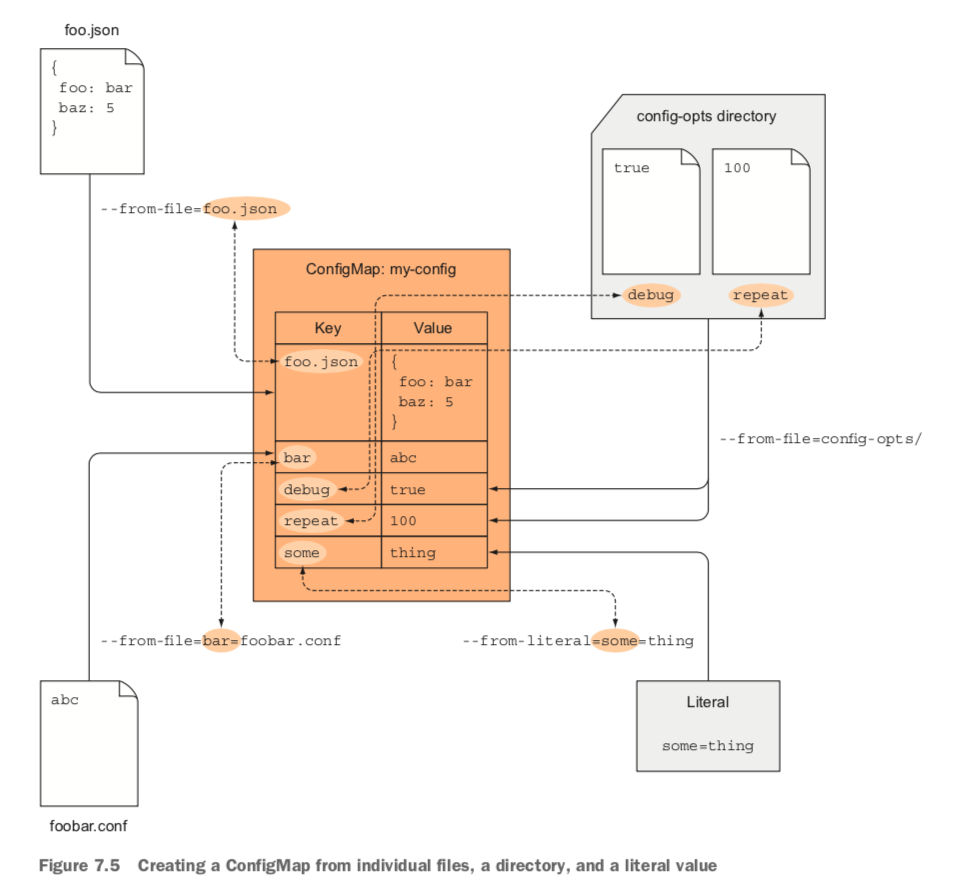 foo.json
{
foo: bar
baz: 5
}
--from-file=foo.json
config-opts directory
true
100
debug
repeat
ConfigMap: my-config
Key Value
foo.json
{
foo: bar
baz: 5
}
bar abc
debug true
repeat 100
some thing
--from-file=config-opts/
--from-file=bar=foobar.conf
--from-literal=some=thing
abc
foobar.conf
Literal
some=thing
Figure 7.5 Creating a ConfigMap from individual files, a directory, and a literal value